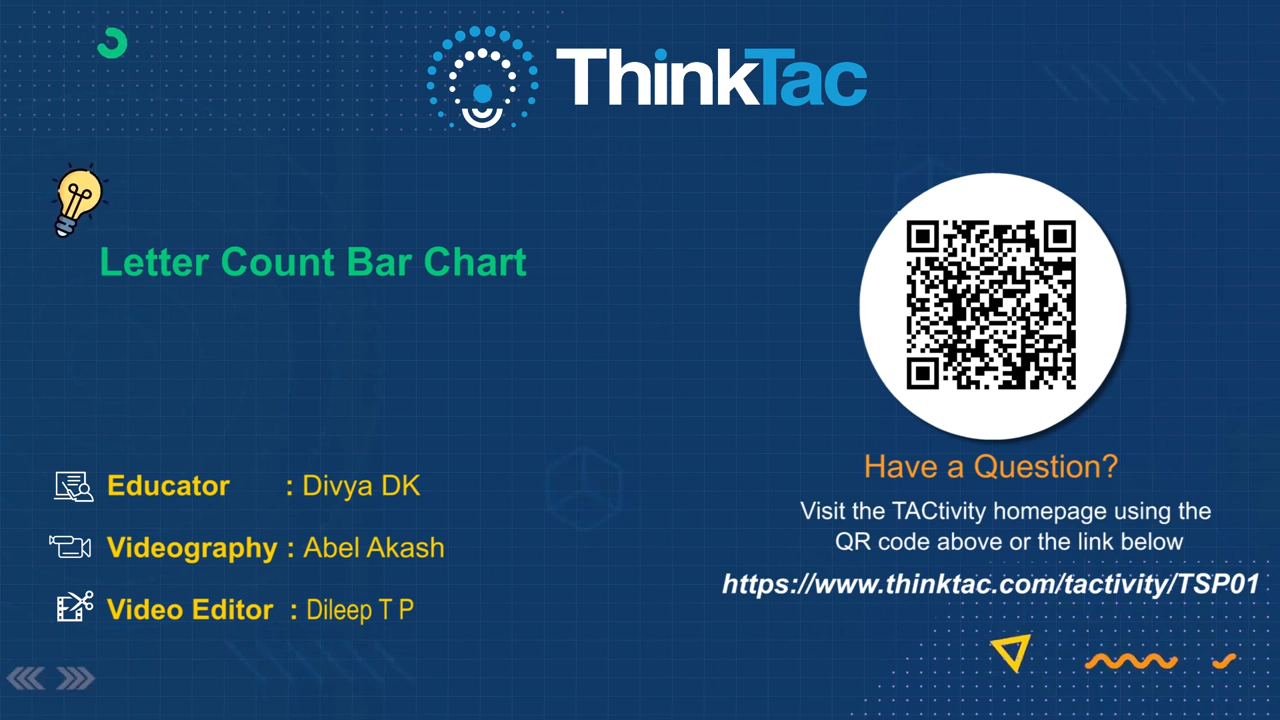 ThinkTac
Letter Count Bar Chart
Educator : Divya DK
Videography : Abel Akash
Video Editor : Dileep T P
Have a Question?
Visit the TACtivity homepage using the
QR code above or the link below
https://www.thinktac.com/tactivity/TSP01